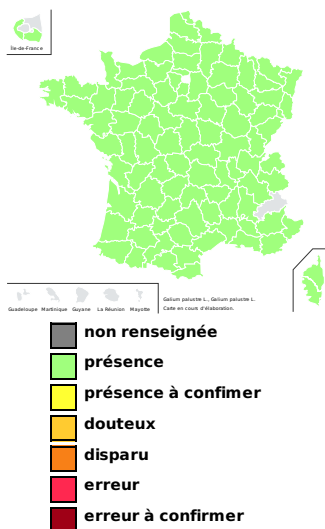 Île-de-France
Guadeloupe Martinique Guyane La Réunion Mayotte
Galium palustre L., Galium palustre L.
Carte en cours d'élaboration.
non renseignée
présence
présence à confimer
douteux
disparu
erreur
erreur à confirmer